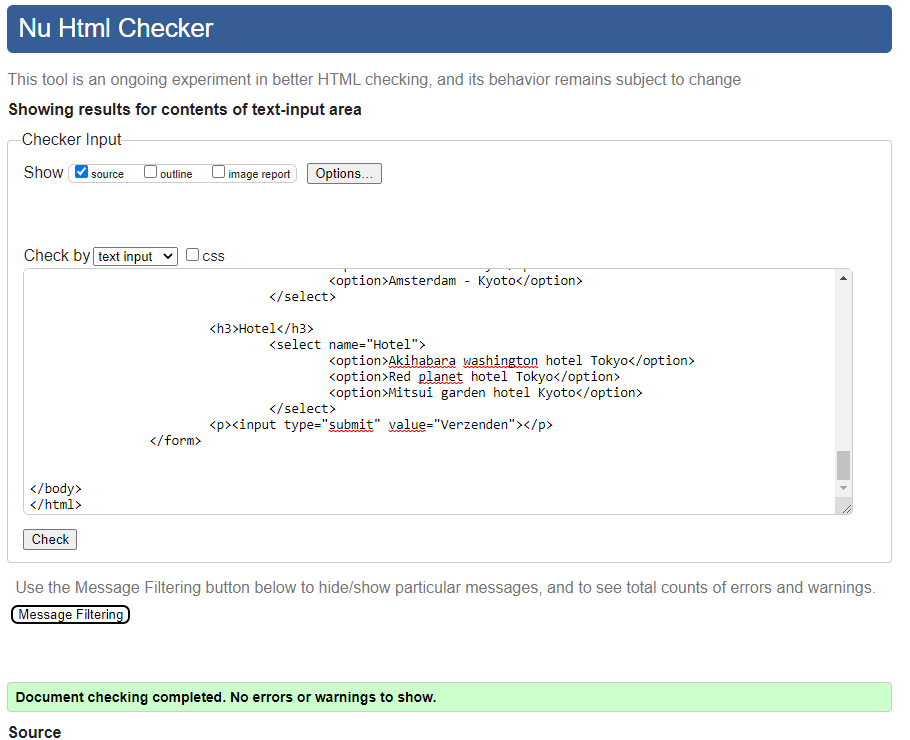 Nu Html Checker
This tool is an ongoing experiment in better HTML checking, and its behavior remains subject to change
Showing results for contents of text-input area
Checker Input
Show source outline image report Options...
Check by text input css
<option>Amsterdam - Kyoto</option>
</select>
<h3>Hotel</h3>
<select name="Hotel">
<option>Akihabara washington hotel Tokyo</option>
<option>Red planet hotel Tokyo</option>
<option>Mitsui garden hotel Kyoto</option>
</select>
<p><input type="submit" value="Verzenden"></p>
</form>
</body>
</html>
Check
Use the Message Filtering button below to hide/show particular messages, and to see total counts of errors and warnings.
Message Filtering
Document checking completed. No errors or warnings to show.
Source